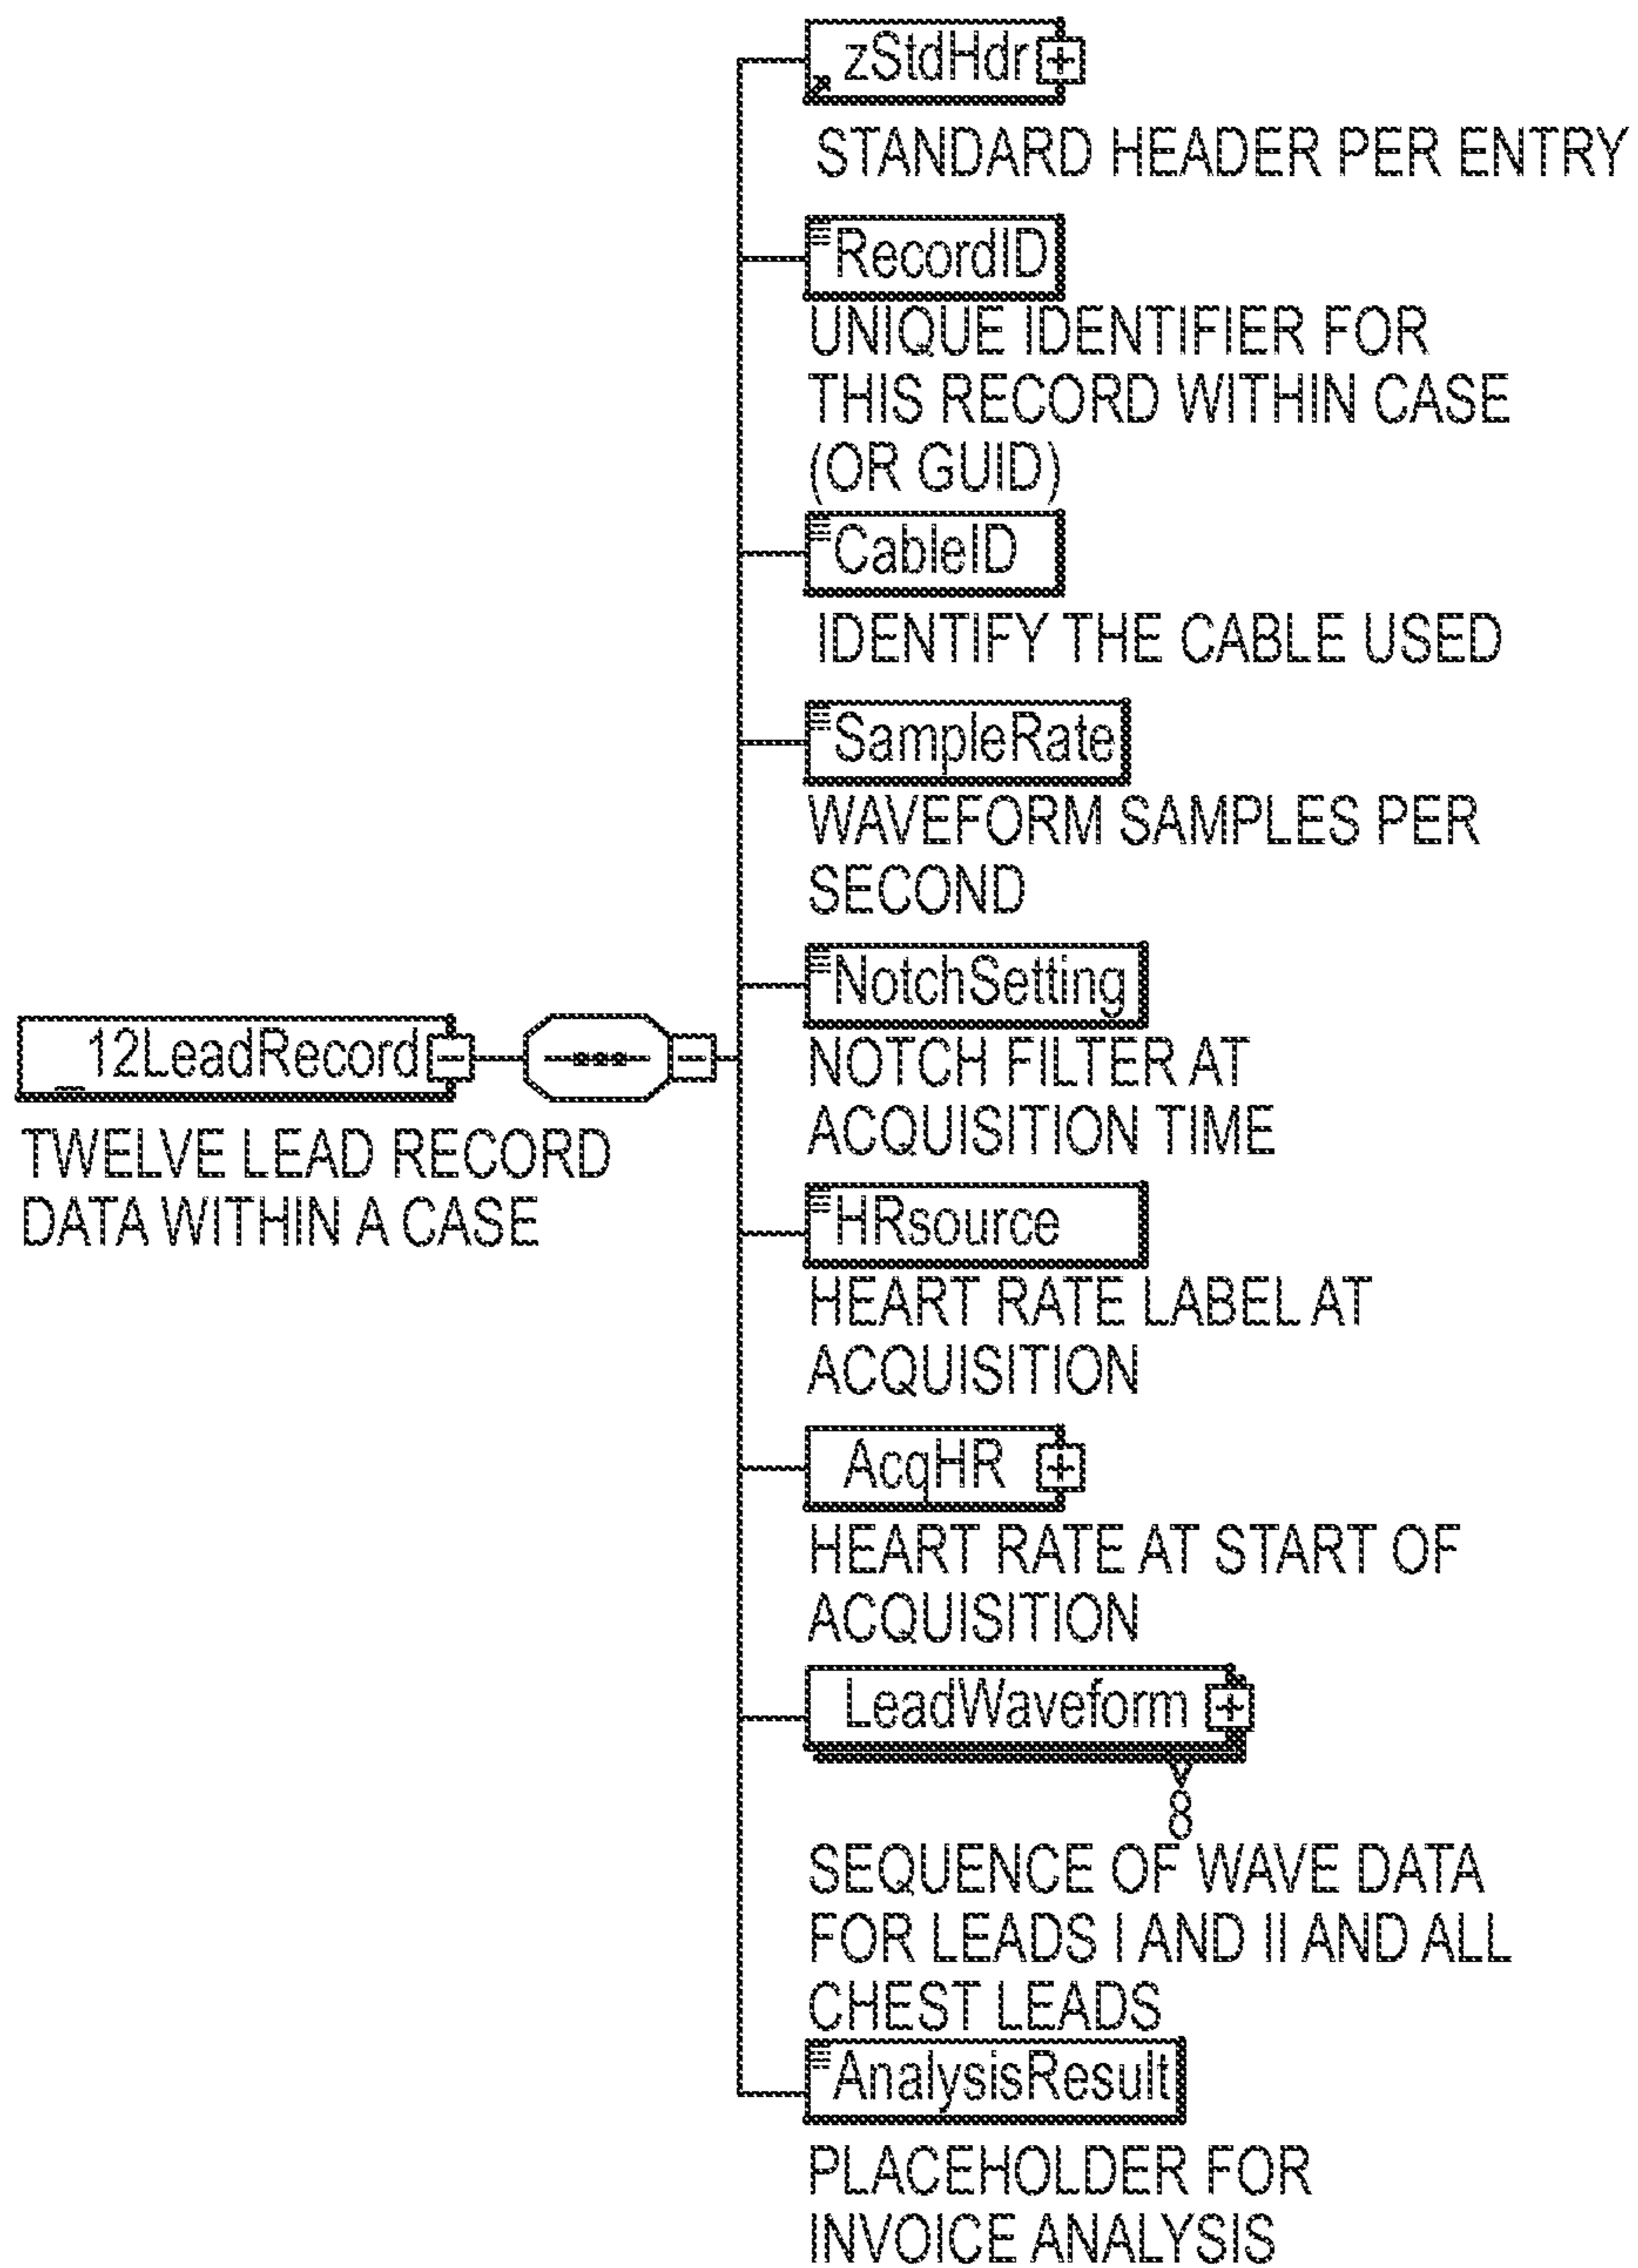 zStdHdr
STANDARD HEADER PER ENTRY
RecordID
UNIQUE IDENTIFIER FOR
THIS RECORD WITHIN CASE
(OR GUID)
CableID
IDENTIFY THE CABLE USED
SampleRate
WAVEFORM SAMPLES PER
SECOND
NotchSetting
NOTCH FILTER AT
ACQUISITION TIME
_12LeadRecord
TWELVE LEAD RECORD
DATA WITHIN A CASE
HRsource
HEART RATE LABEL AT
ACQUISITION
AcqHR
HEART RATE AT START OF
ACQUISITION
LeadWaveform
8
SEQUENCE OF WAVE DATA
FOR LEADS I AND II AND ALL
CHEST LEADS
AnalysisResult
PLACEHOLDER FOR
INVOICE ANALYSIS